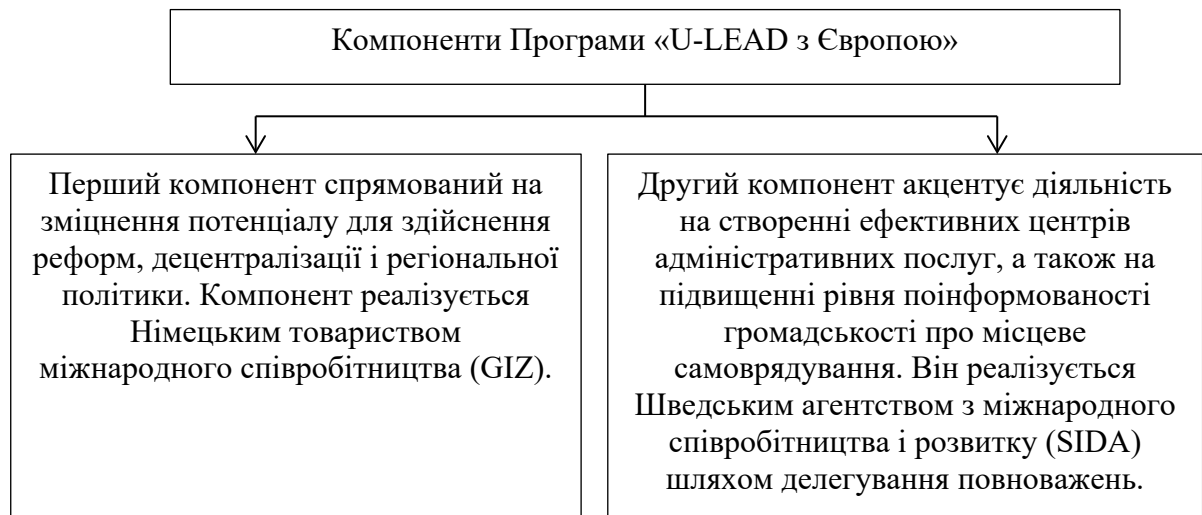 Компоненти Програми «U-LEAD з Європою»
Перший компонент спрямований на
зміцнення потенціалу для здійснення
реформ, децентралізації і регіональної
політики. Компонент реалізується
Німецьким товариством
міжнародного співробітництва (GIZ).
Другий компонент акцентує діяльність
на створенні ефективних центрів
адміністративних послуг, а також на
підвищенні рівня поінформованості
громадськості про місцеве
самоврядування. Він реалізується
Шведським агентством з міжнародного
співробітництва і розвитку (SIDA)
шляхом делегування повноважень.